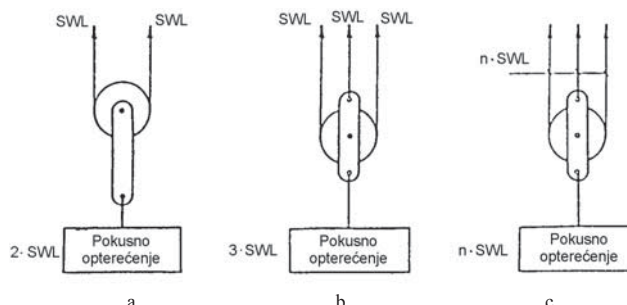 SWL SWL
2· SWL
Pokusno
opterećenje
a
SWL SWL SWL
3· SWL
Pokusno
opterećenje
b
n· SWL
n· SWL
Pokusno
opterećenje
c